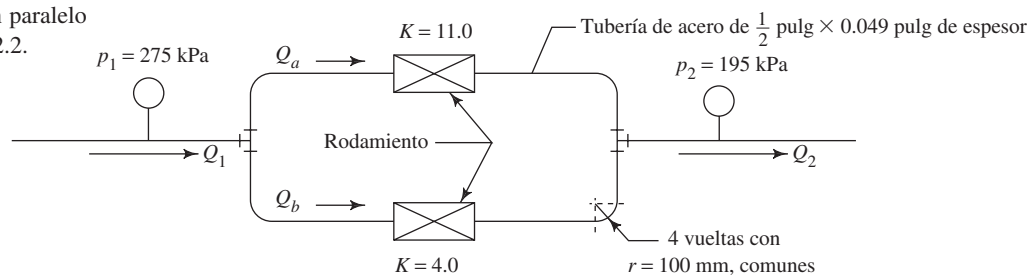 n paralelo
2.2.
K = 11.0
Tubería de acero de 1/2 pulg × 0.049 pulg de espesor
p₁ = 275 kPa
Qₐ
p₂ = 195 kPa
Rodamiento
Q₁
Q₂
Q_b
4 vueltas con
r = 100 mm, comunes
K = 4.0